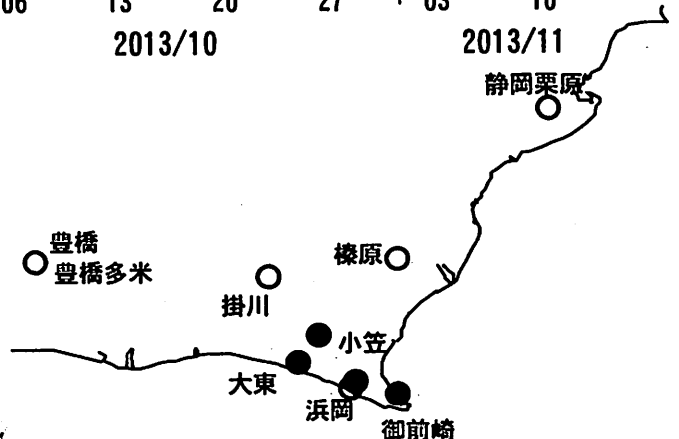 06 13 20 27 03 10
2013/10 2013/11
静岡栗原
豊橋
豊橋多米
榛原
掛川
小笠
大東
浜岡
御前崎